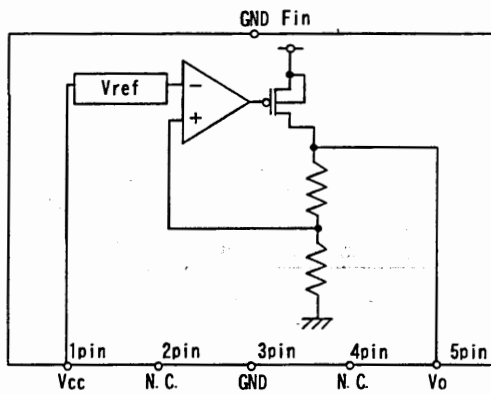 GND Fin
Vref
−
+
1pin 2pin 3pin 4pin 5pin
Vcc N.C. GND N.C. Vo